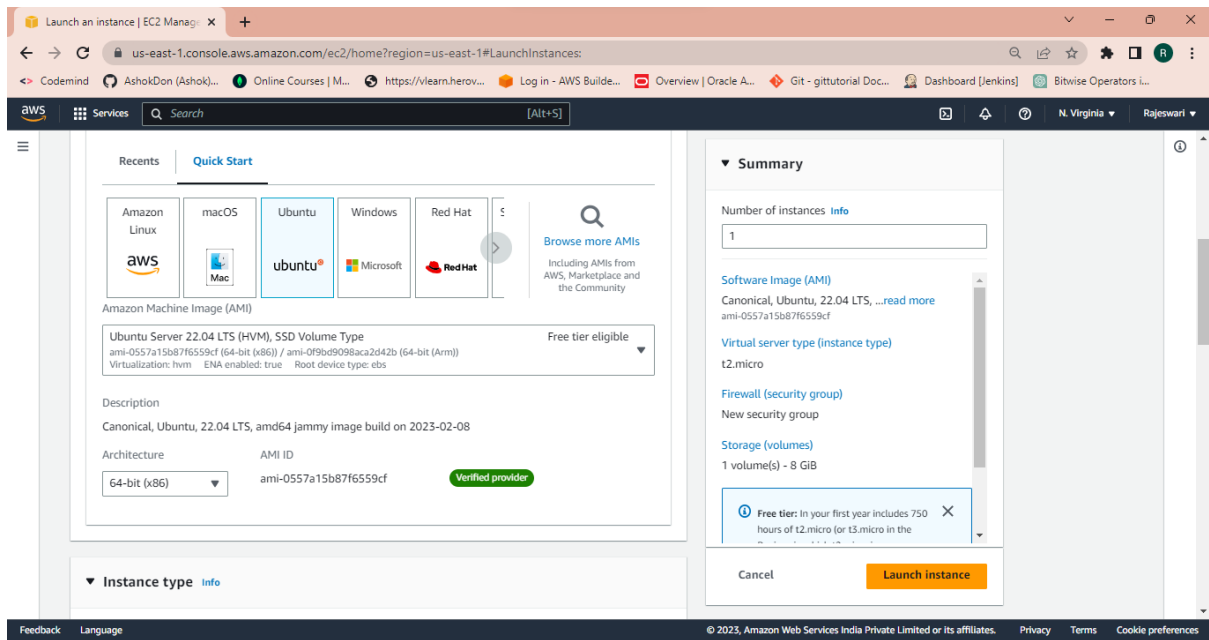 Launch an instance | EC2 Manage
us-east-1.console.aws.amazon.com/ec2/home?region=us-east-1#LaunchInstances:
R
Codemind
AshokDon (Ashok)...
Online Courses | M...
https://vlearn.herov...
Log in - AWS Builde...
Overview | Oracle A...
Git - gittutorial Doc...
Dashboard [Jenkins]
Bitwise Operators i...
aws
Services
Search
[Alt+S]
N. Virginia
Rajeswari
Recents
Quick Start
Amazon
Linux
aws
macOS
Mac
Ubuntu
ubuntu
Windows
Microsoft
Red Hat
Red Hat
S
Browse more AMIs
Including AMIs from
AWS, Marketplace and
the Community
Amazon Machine Image (AMI)
Ubuntu Server 22.04 LTS (HVM), SSD Volume Type
Free tier eligible
ami-0557a15b87f6559cf (64-bit (x86)) / ami-0f9bd9098aca2d42b (64-bit (Arm))
Virtualization: hvm ENA enabled: true Root device type: ebs
Description
Canonical, Ubuntu, 22.04 LTS, amd64 jammy image build on 2023-02-08
Architecture
AMI ID
64-bit (x86)
ami-0557a15b87f6559cf
Verified provider
Instance type Info
Summary
Number of instances Info
1
Software Image (AMI)
Canonical, Ubuntu, 22.04 LTS, ...read more
ami-0557a15b87f6559cf
Virtual server type (instance type)
t2.micro
Firewall (security group)
New security group
Storage (volumes)
1 volume(s) - 8 GiB
Free tier: In your first year includes 750
hours of t2.micro (or t3.micro in the
Cancel
Launch instance
Feedback
Language
© 2023, Amazon Web Services India Private Limited or its affiliates.
Privacy
Terms
Cookie preferences